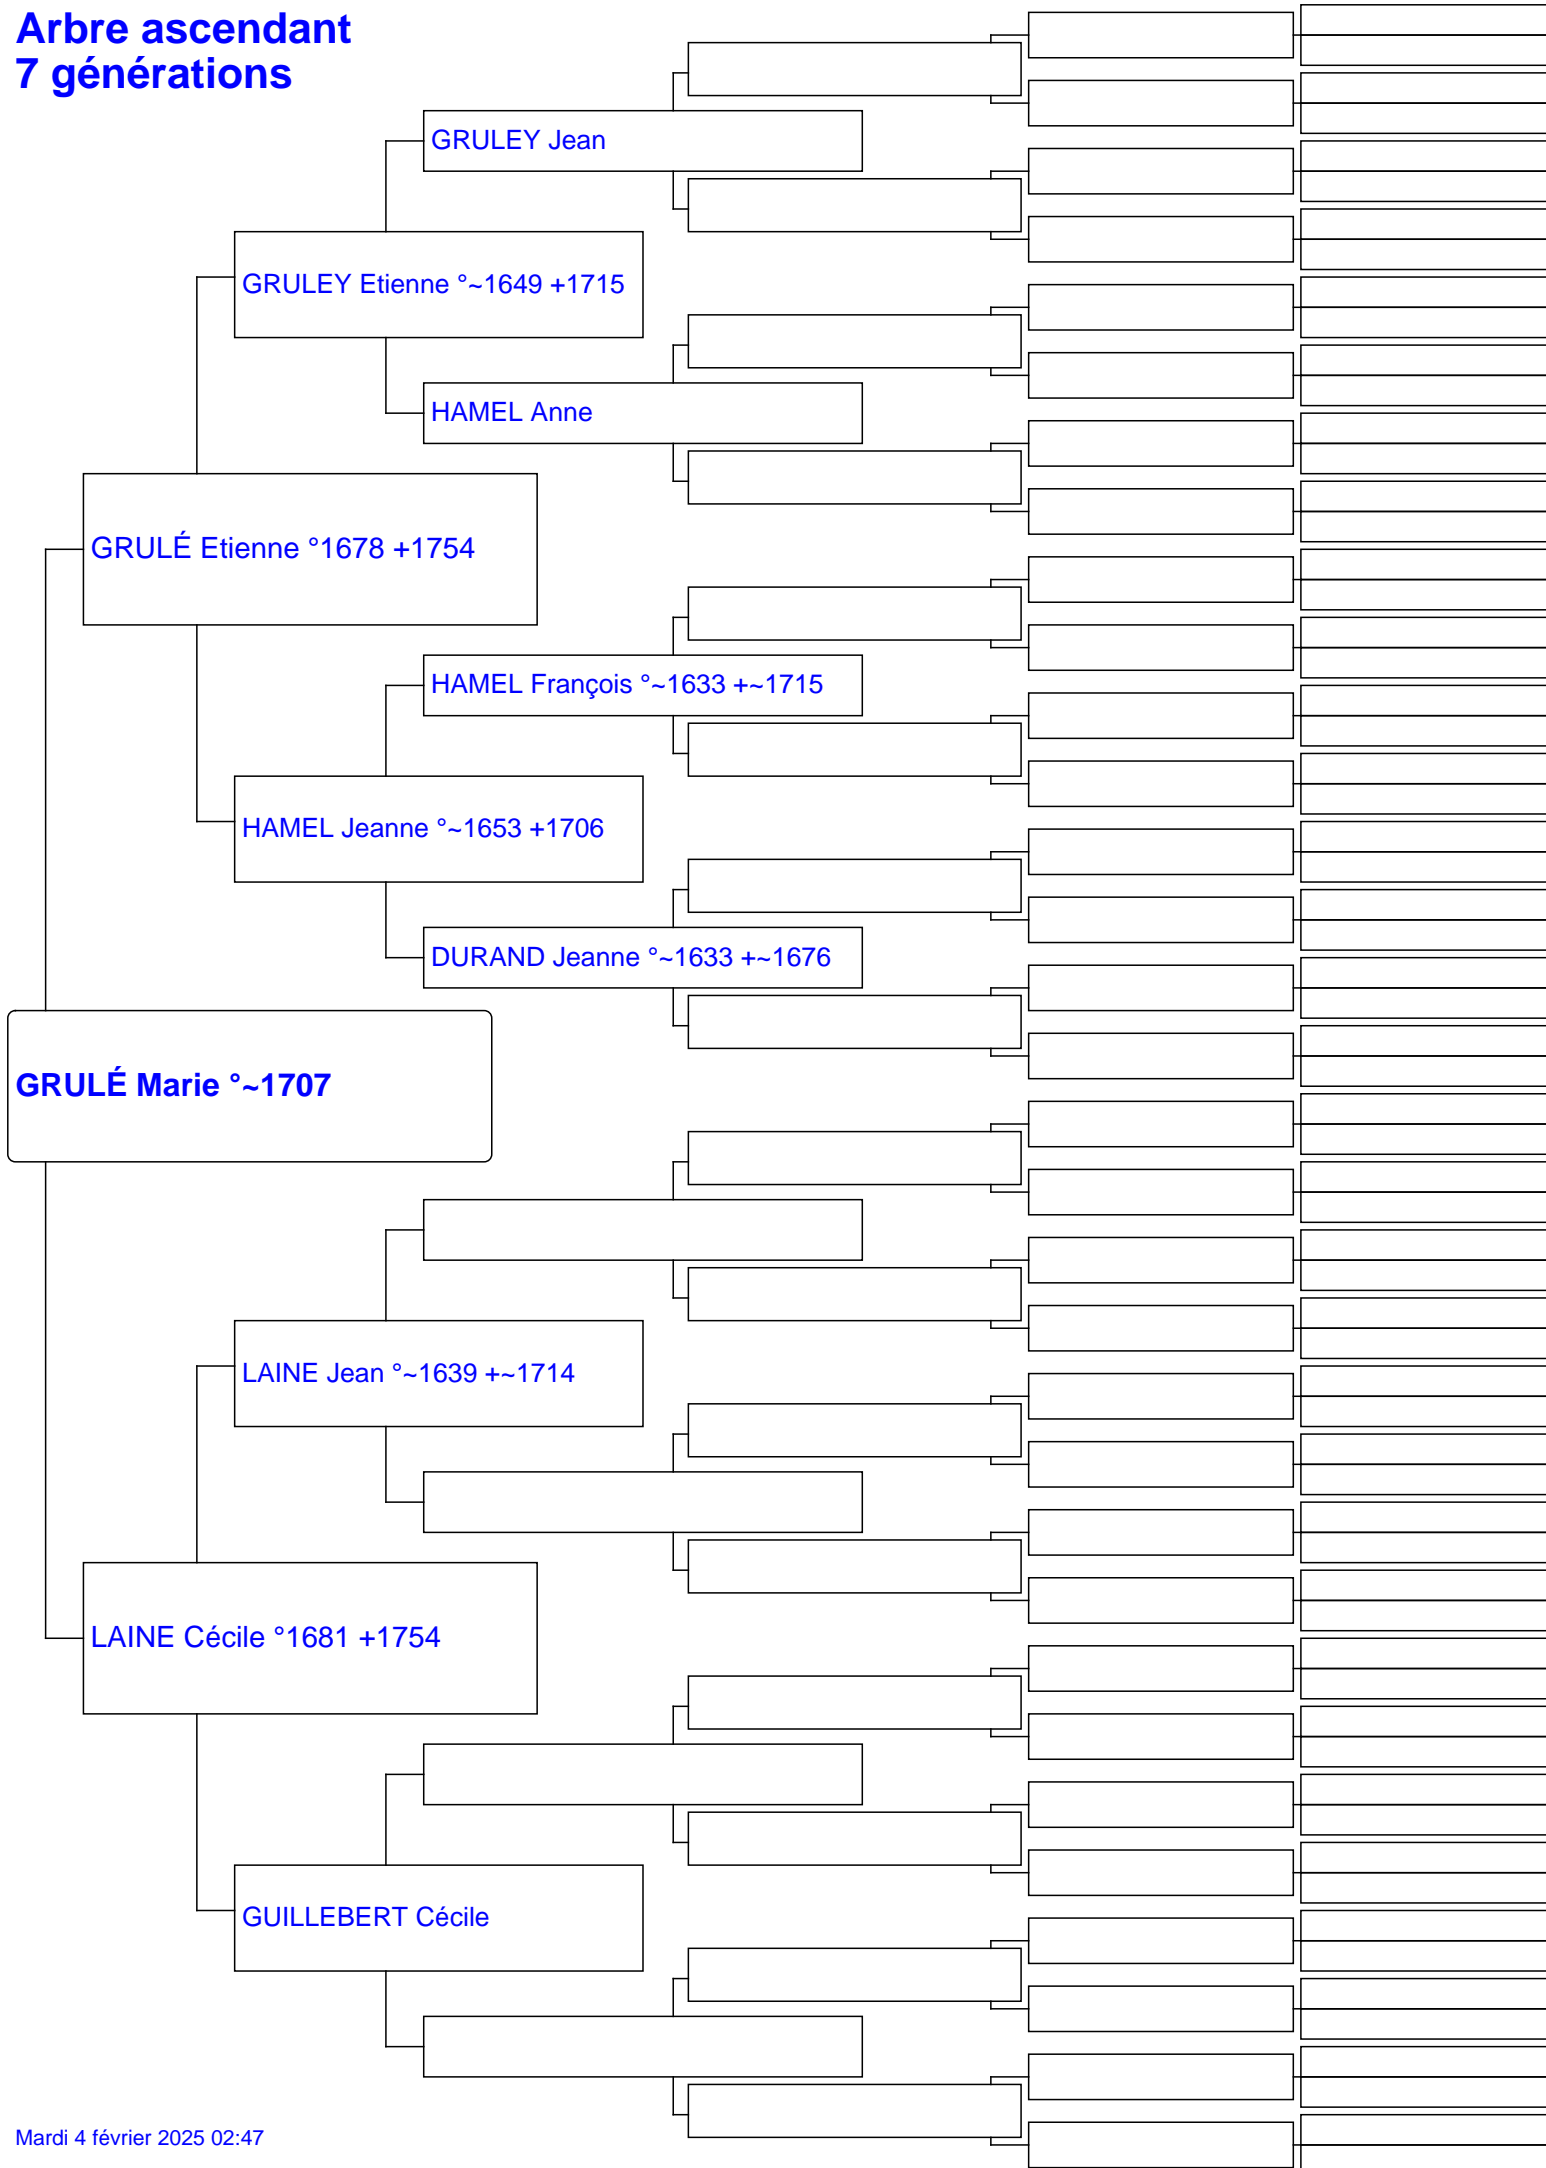 Arbre ascendant
7 générations
GRULEY Jean
GRULEY Etienne °~1649 +1715
HAMEL Anne
GRULÉ Etienne °1678 +1754
HAMEL François °~1633 +~1715
HAMEL Jeanne °~1653 +1706
DURAND Jeanne °~1633 +~1676
GRULÉ Marie °~1707
LAINE Jean °~1639 +~1714
LAINE Cécile °1681 +1754
GUILLEBERT Cécile
Mardi 4 février 2025 02:47